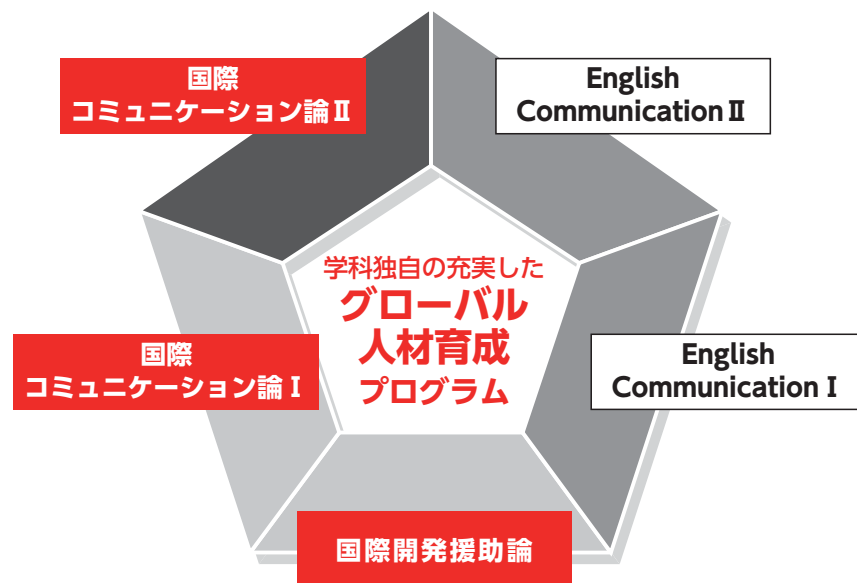 国際
コミュニケーション論Ⅱ
English
Communication Ⅱ
学科独自の充実した
グローバル
人材育成
プログラム
国際
コミュニケーション論Ⅰ
English
Communication Ⅰ
国際開発援助論